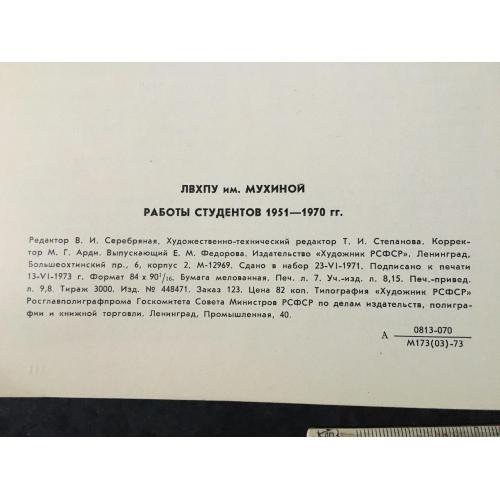 ЛВХПУ им. МУХИНОЙ
РАБОТЫ СТУДЕНТОВ 1951—1970 гг.
Редактор В. И. Серебряная. Художественно-технический редактор Т. И. Степанова. Коррек-
тор М. Г. Арди. Выпускающий Е. М. Федорова. Издательство «Художник РСФСР». Ленинград,
Большеохтинский пр., 6, корпус 2, М-12969. Сдано в набор 23-VI-1971. Подписано к печати
13-VI-1973 г. Формат 84 х 90¹/₁₆. Бумага мелованная. Печ. л. 7. Уч.-изд. л. 8,15. Печ.-привед.
л. 9,8. Тираж 3000. Изд. № 448471. Заказ 123. Цена 82 коп. Типография «Художник РСФСР»
Росглавполиграфпрома Госкомитета Совета Министров РСФСР по делам издательств, полигра-
фии и книжной торговли. Ленинград, Промышленная, 40.
А 0813-070
М173(03)-73